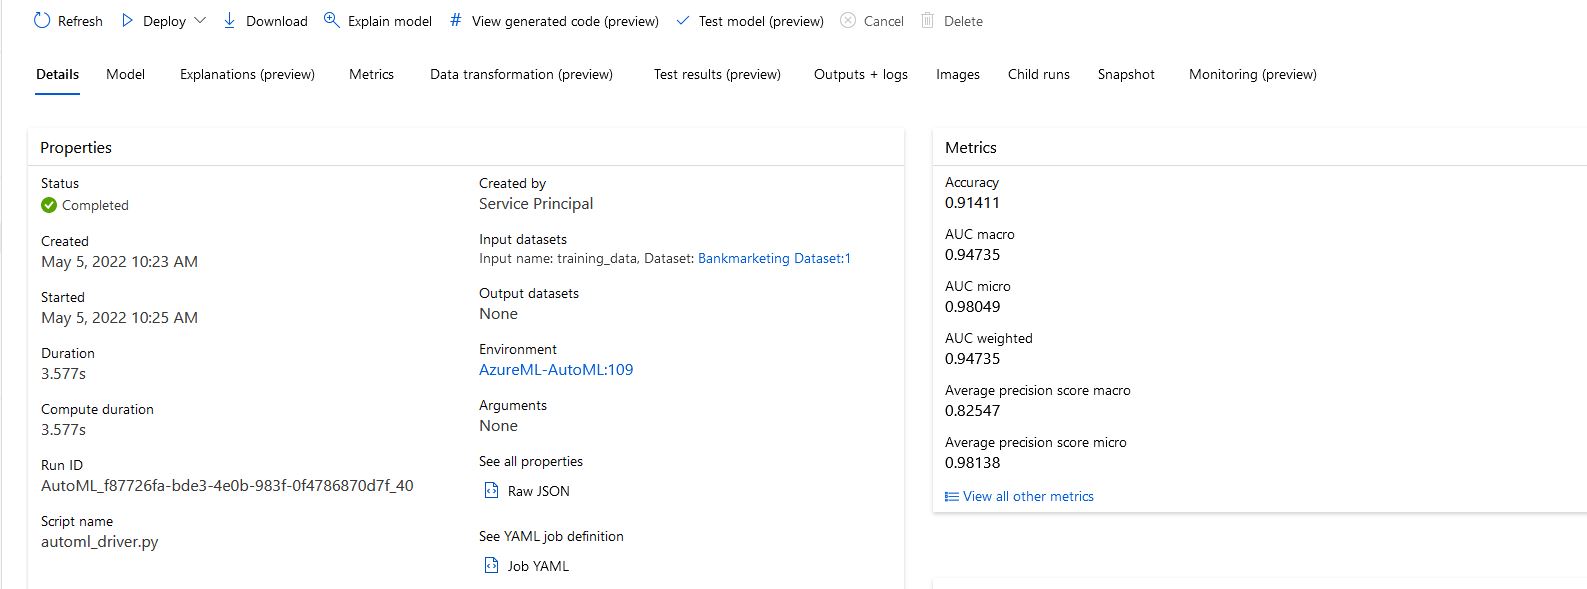 Refresh Deploy Download Explain model # View generated code (preview) Test model (preview) Cancel Delete
Details Model Explanations (preview) Metrics Data transformation (preview) Test results (preview) Outputs + logs Images Child runs Snapshot Monitoring (preview)
Properties
Status
Completed
Created
May 5, 2022 10:23 AM
Started
May 5, 2022 10:25 AM
Duration
3.577s
Compute duration
3.577s
Run ID
AutoML_f87726fa-bde3-4e0b-983f-0f4786870d7f_40
Script name
automl_driver.py
Created by
Service Principal
Input datasets
Input name: training_data, Dataset: Bankmarketing Dataset:1
Output datasets
None
Environment
AzureML-AutoML:109
Arguments
None
See all properties
Raw JSON
See YAML job definition
Job YAML
Metrics
Accuracy
0.91411
AUC macro
0.94735
AUC micro
0.98049
AUC weighted
0.94735
Average precision score macro
0.82547
Average precision score micro
0.98138
View all other metrics